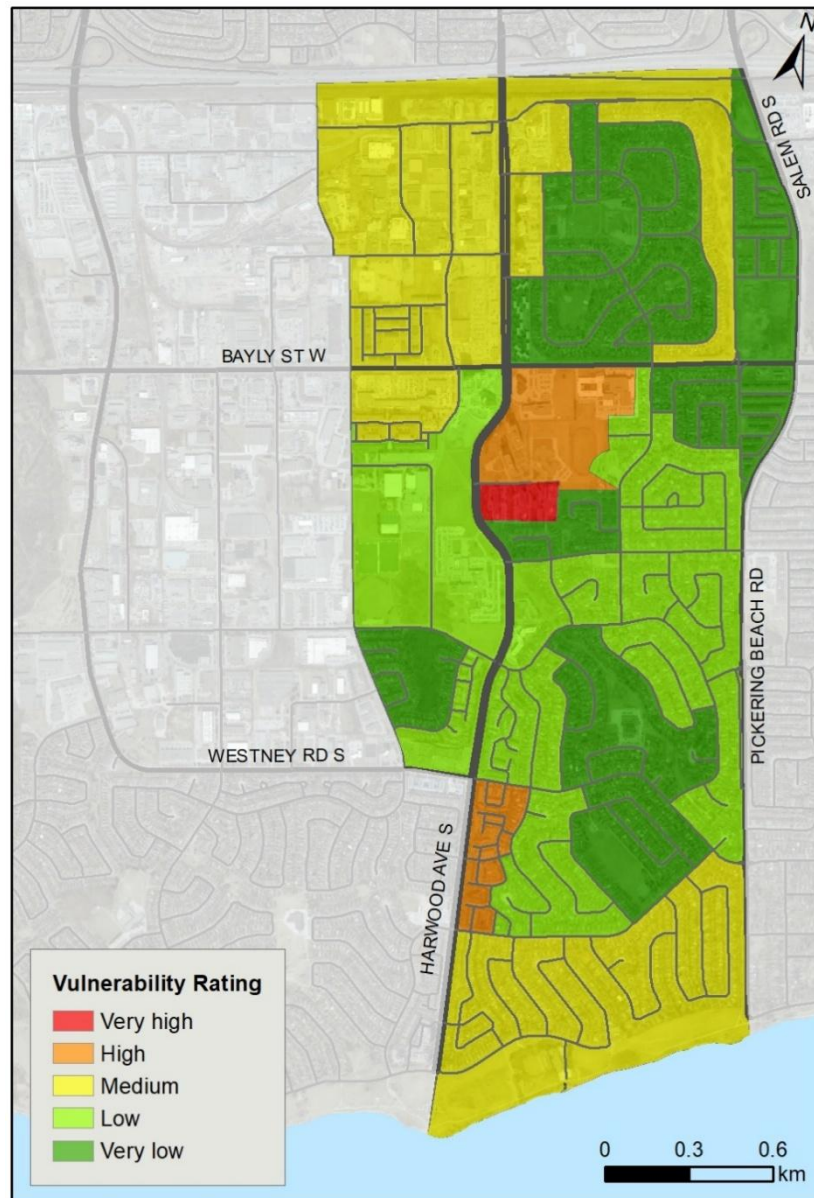 N
SALEM RD S
BAYLY ST W
PICKERING BEACH RD
WESTNEY RD S
HARWOOD AVE S
Vulnerability Rating
Very high
High
Medium
Low
Very low
0 0.3 0.6
km